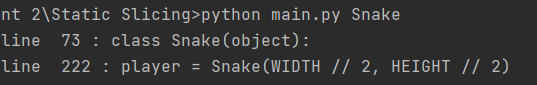 nt 2\Static Slicing>python main.py Snake
line  73 : class Snake(object):
line  222 : player = Snake(WIDTH // 2, HEIGHT // 2)